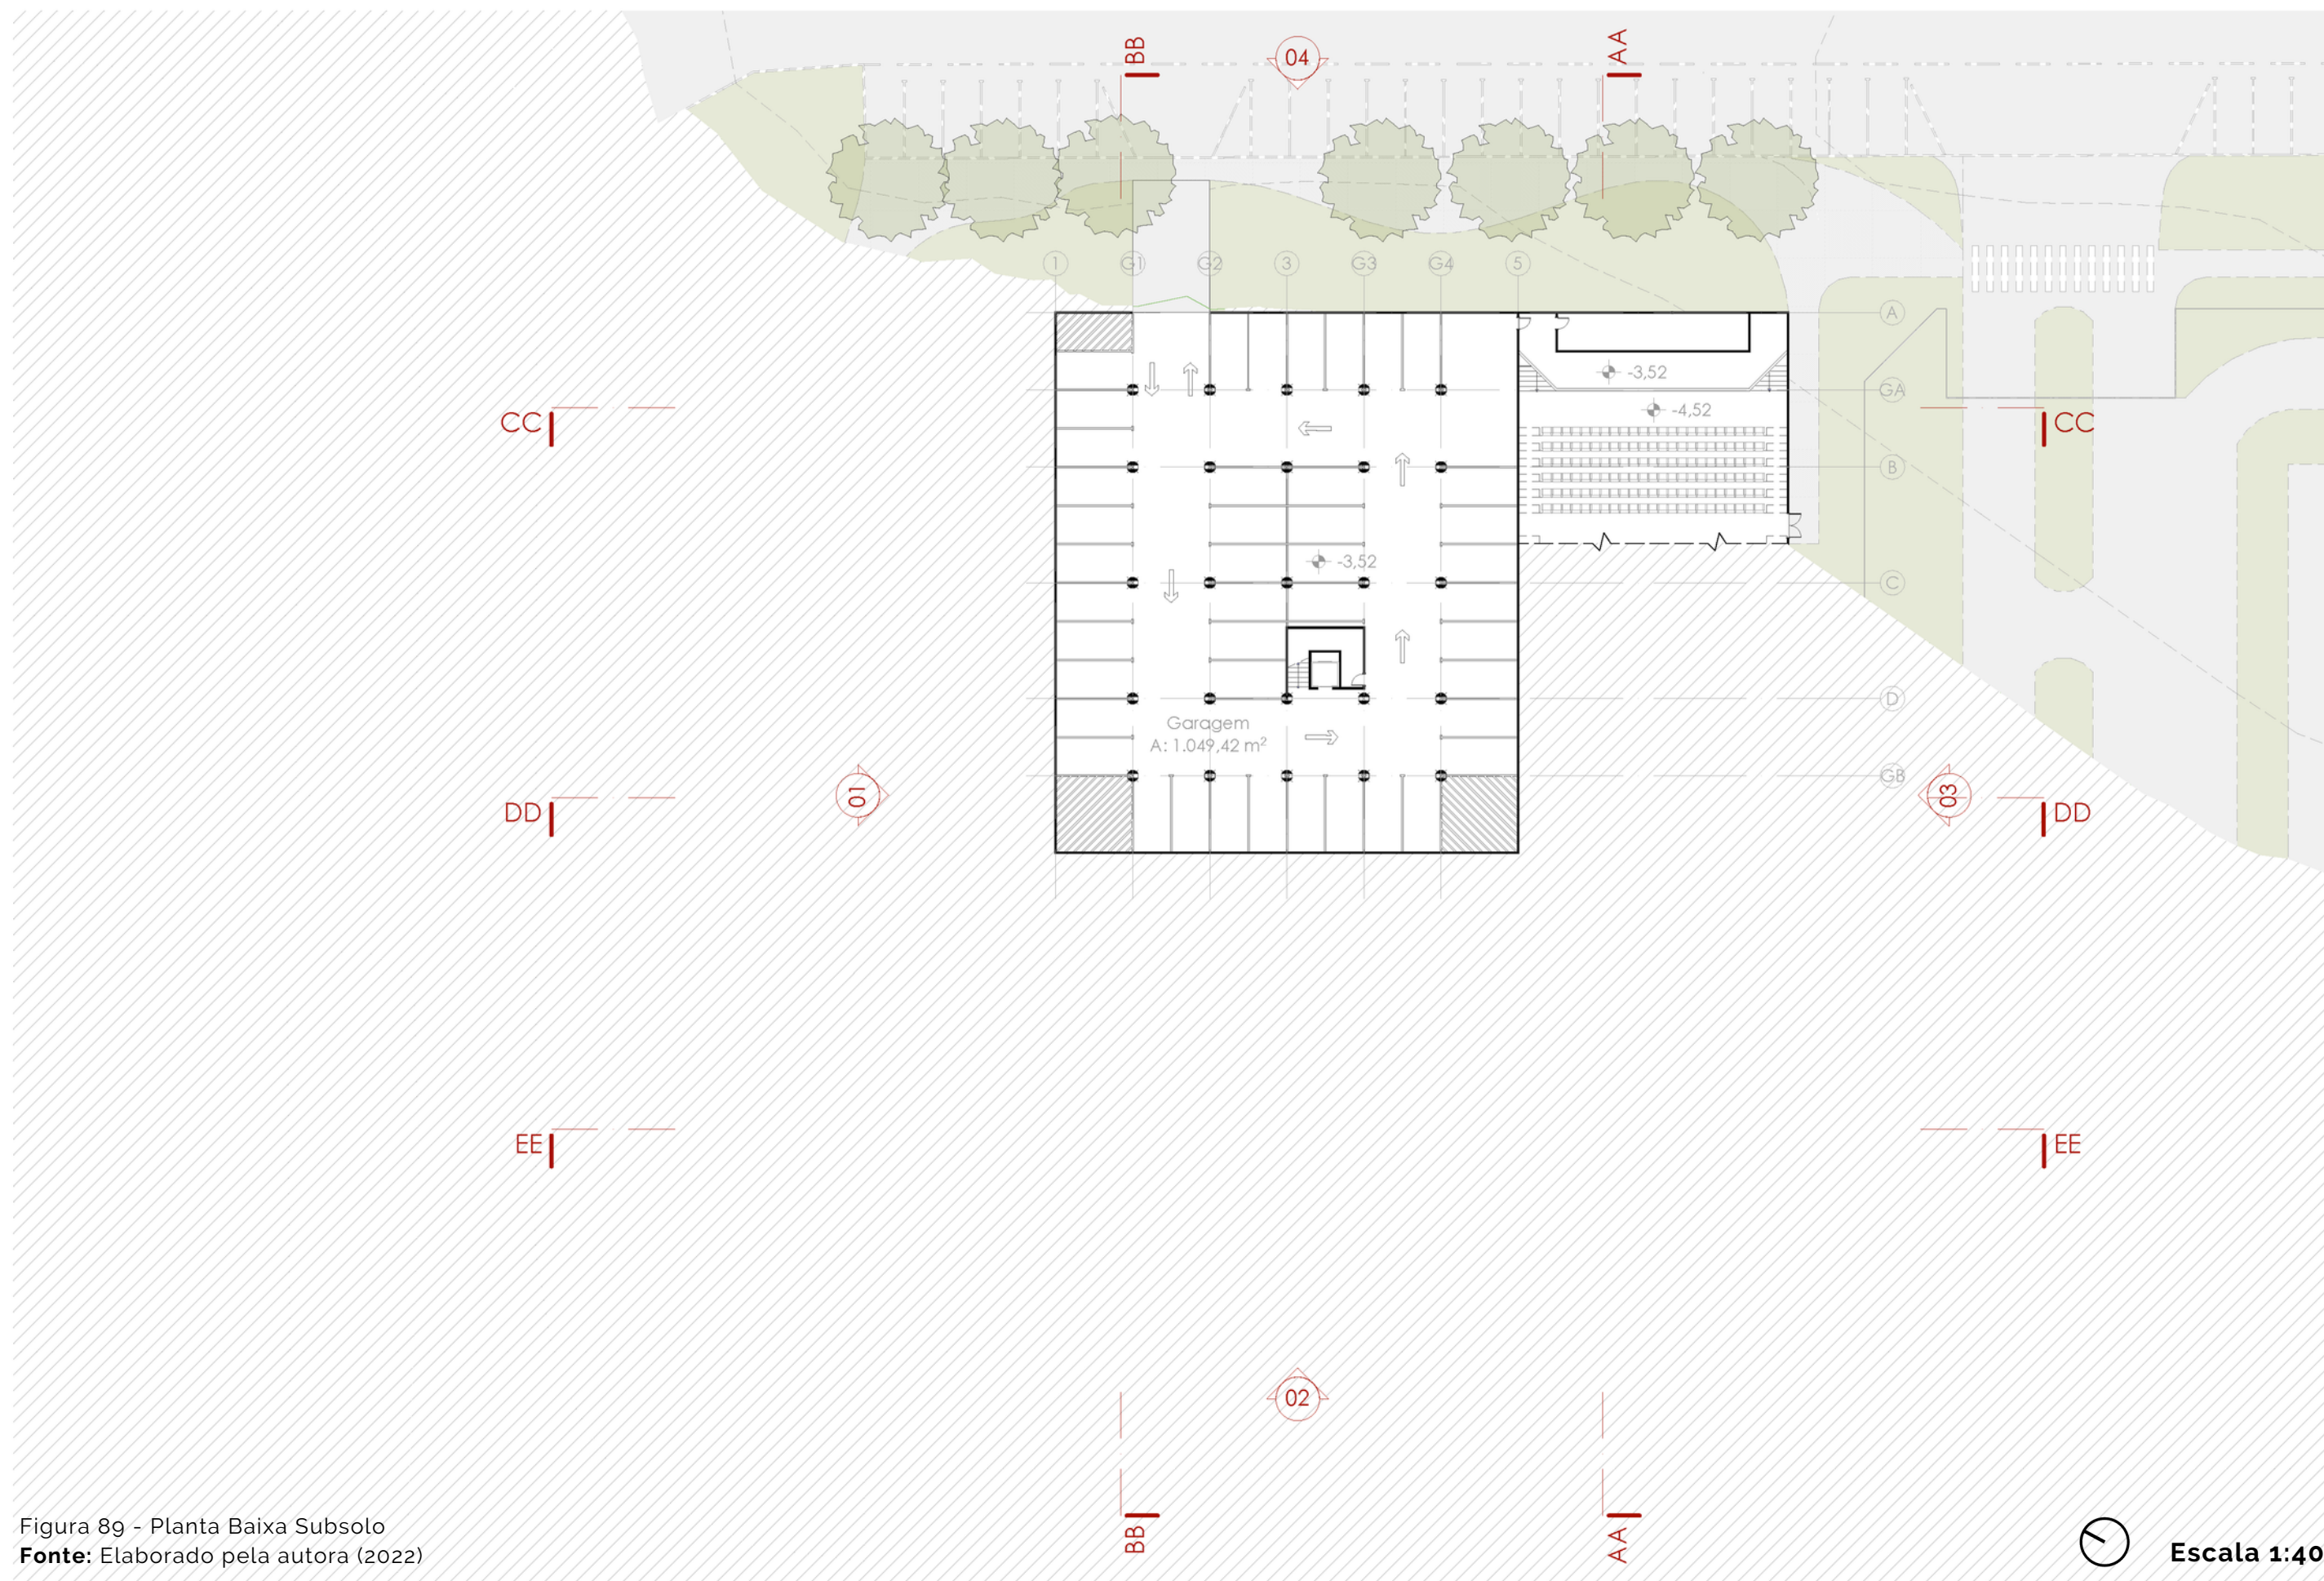 BB
04
AA
1
G1
G2
3
G3
G4
5
A
-3,52
GA
-4,52
CC
CC
B
-3,52
C
D
Garagem
A: 1.049,42 m²
GB
01
03
DD
DD
EE
EE
02
BB
AA
Figura 89 - Planta Baixa Subsolo
Fonte: Elaborado pela autora (2022)
Escala 1:40